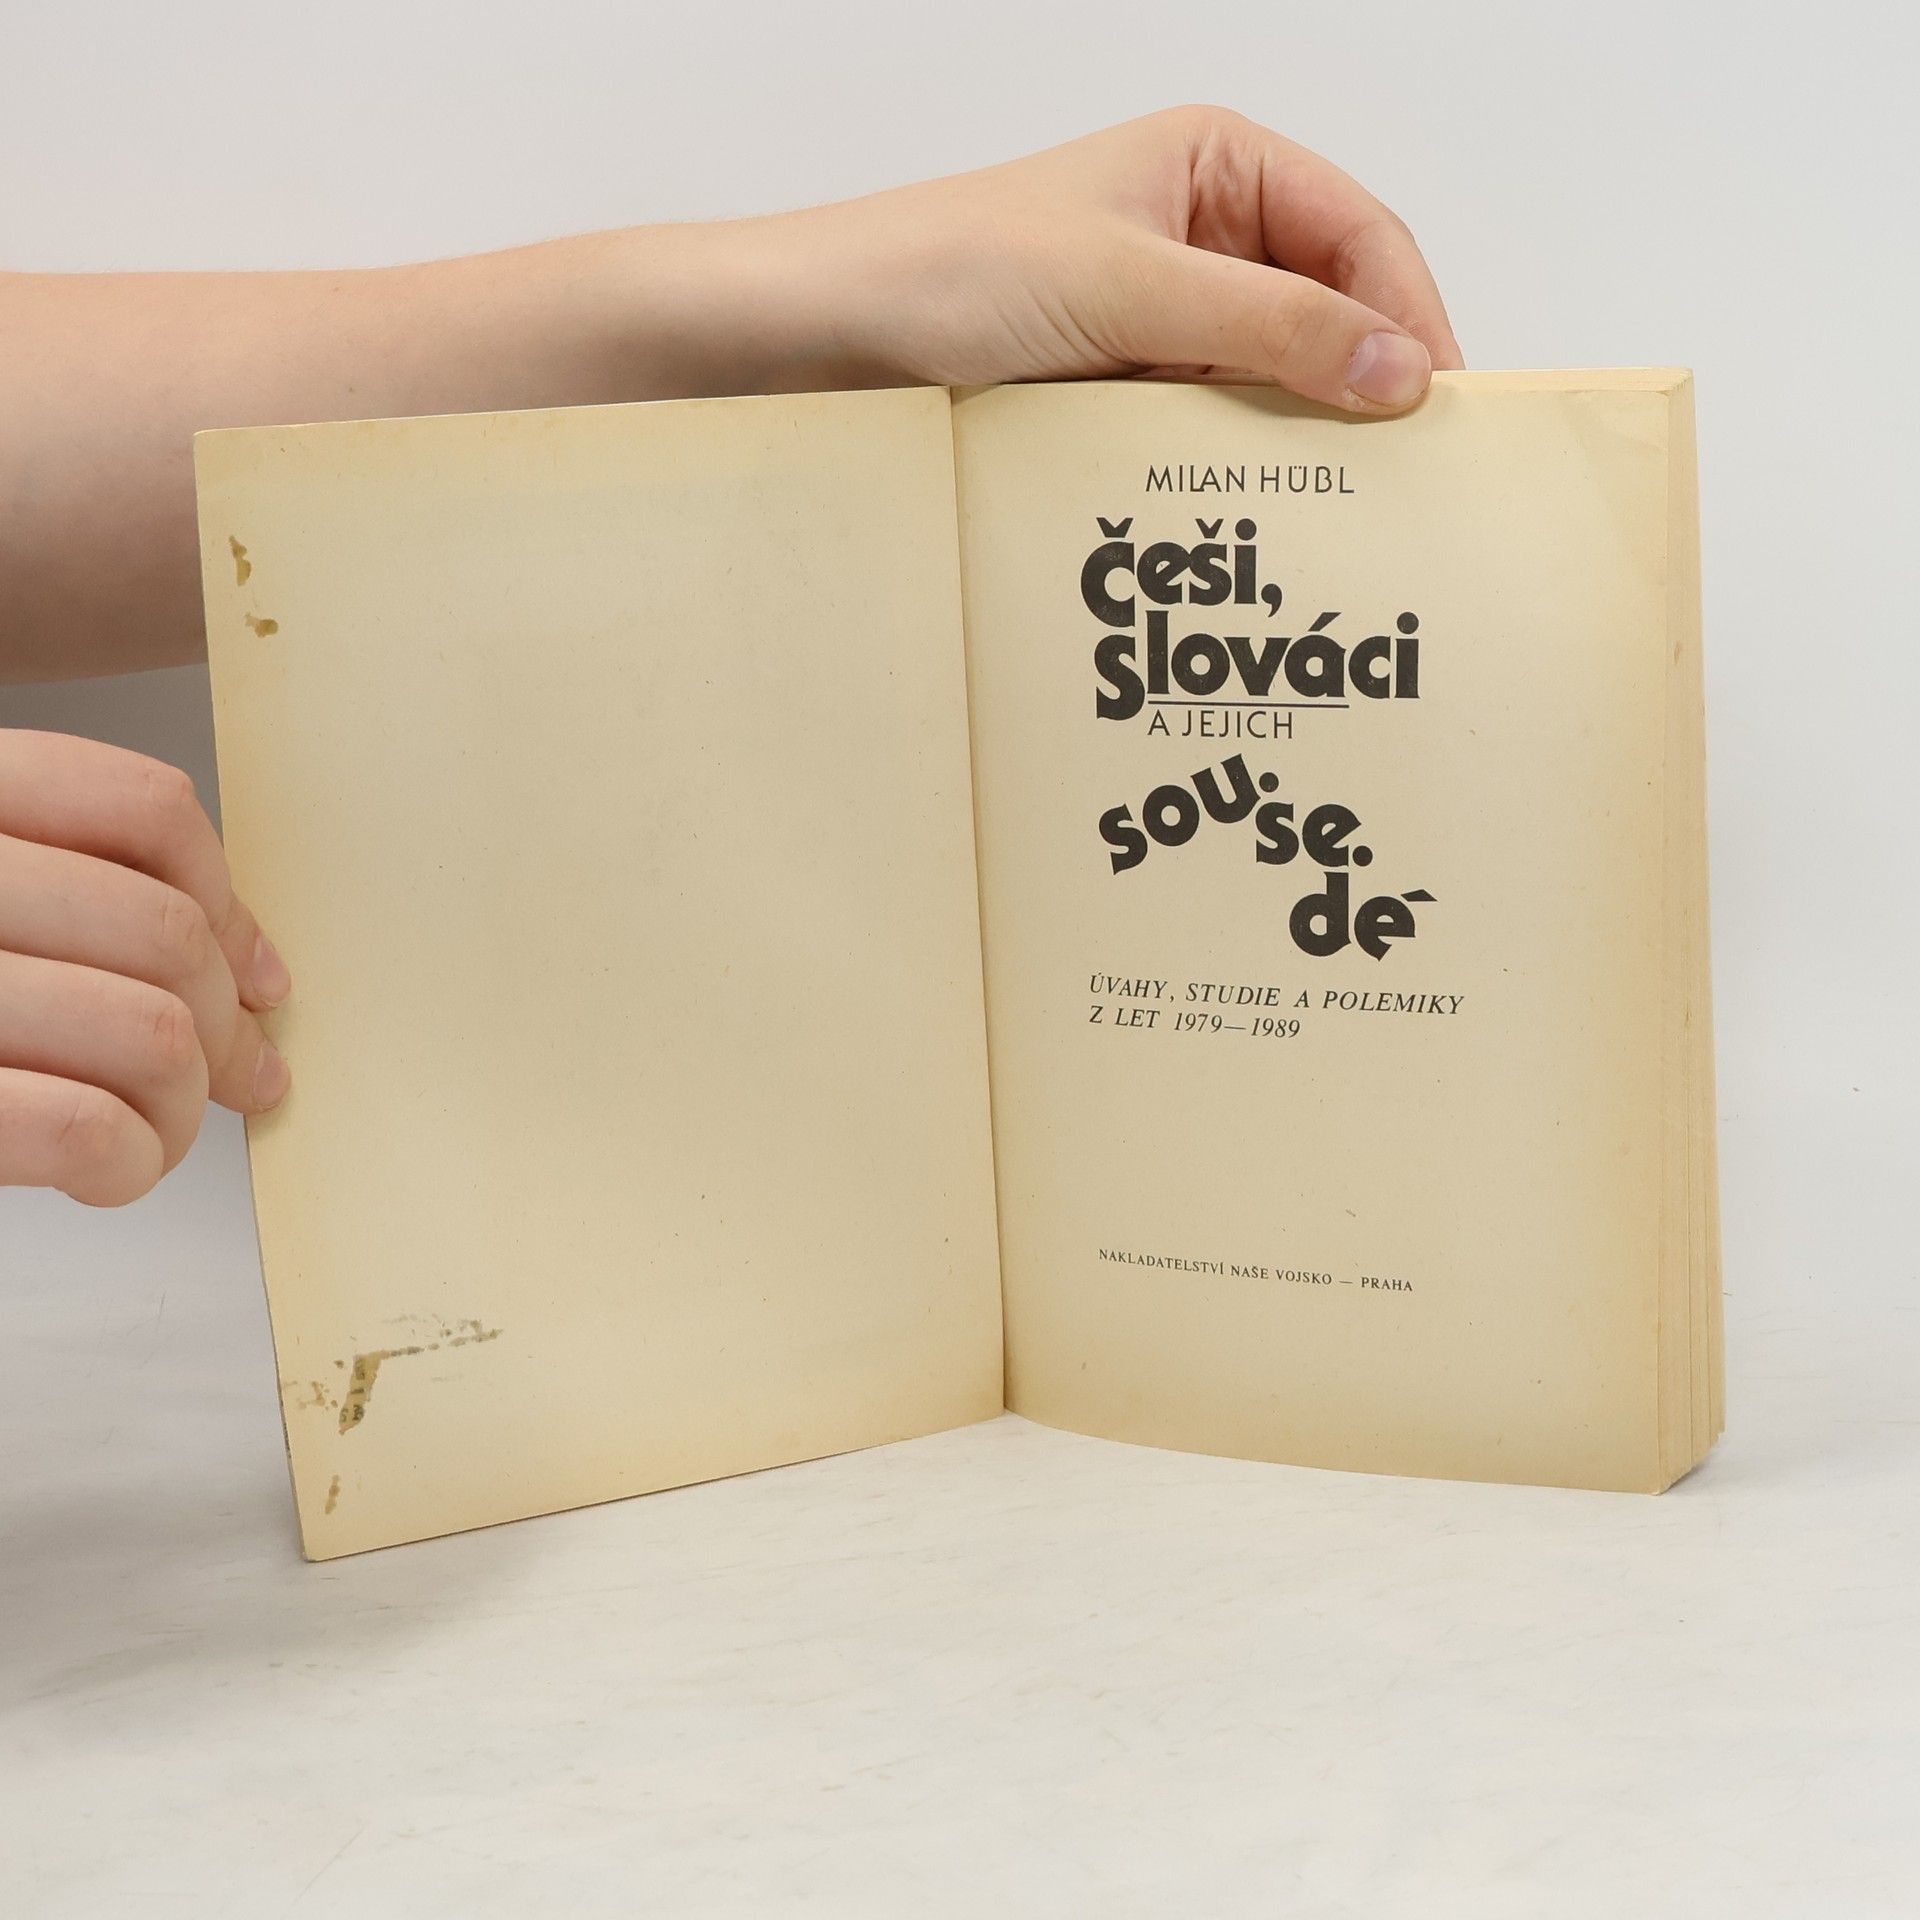 MILAN HÜBL
češi,
slováci
A JEJICH
sou.
se.
dé
ÚVAHY, STUDIE A POLEMIKY
Z LET 1979—1989
NAKLADATELSTVÍ NAŠE VOJSKO — PRAHA